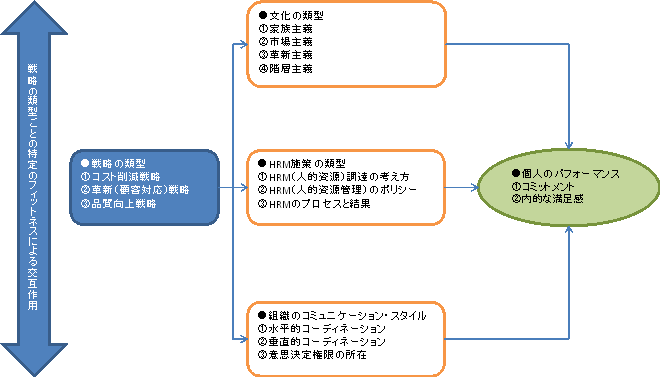 戦略の類型ごとの特定のフィットネスによる交互作用
●文化の類型
①家族主義
②市場主義
③革新主義
④階層主義
●戦略の類型
①コスト削減戦略
②革新(顧客対応)戦略
③品質向上戦略
●HRM施策の類型
①HRM(人的資源)調達の考え方
②HRM(人的資源管理)のポリシー
③HRMのプロセスと結果
●個人のパフォーマンス
①コミットメント
②内的な満足感
●組織のコミュニケーション・スタイル
①水平的コーディネーション
②垂直的コーディネーション
③意思決定権限の所在